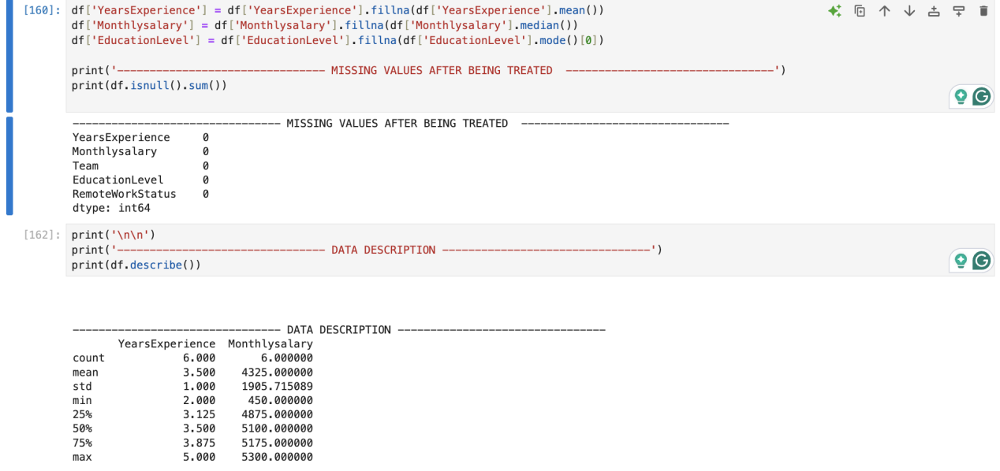 [160]: df['YearsExperience'] = df['YearsExperience'].fillna(df['YearsExperience'].mean())
df['Monthlysalary'] = df['Monthlysalary'].fillna(df['Monthlysalary'].median())
df['EducationLevel'] = df['EducationLevel'].fillna(df['EducationLevel'].mode()[0])
print('-------------------------------- MISSING VALUES AFTER BEING TREATED  --------------------------------')
print(df.isnull().sum())
-------------------------------- MISSING VALUES AFTER BEING TREATED  --------------------------------
YearsExperience     0
Monthlysalary       0
Team                0
EducationLevel      0
RemoteWorkStatus    0
dtype: int64
[162]: print('\n\n')
print('-------------------------------- DATA DESCRIPTION --------------------------------')
print(df.describe())
-------------------------------- DATA DESCRIPTION --------------------------------
       YearsExperience  Monthlysalary
count            6.000       6.000000
mean             3.500    4325.000000
std              1.000    1905.715089
min              2.000     450.000000
25%              3.125    4875.000000
50%              3.500    5100.000000
75%              3.875    5175.000000
max              5.000    5300.000000